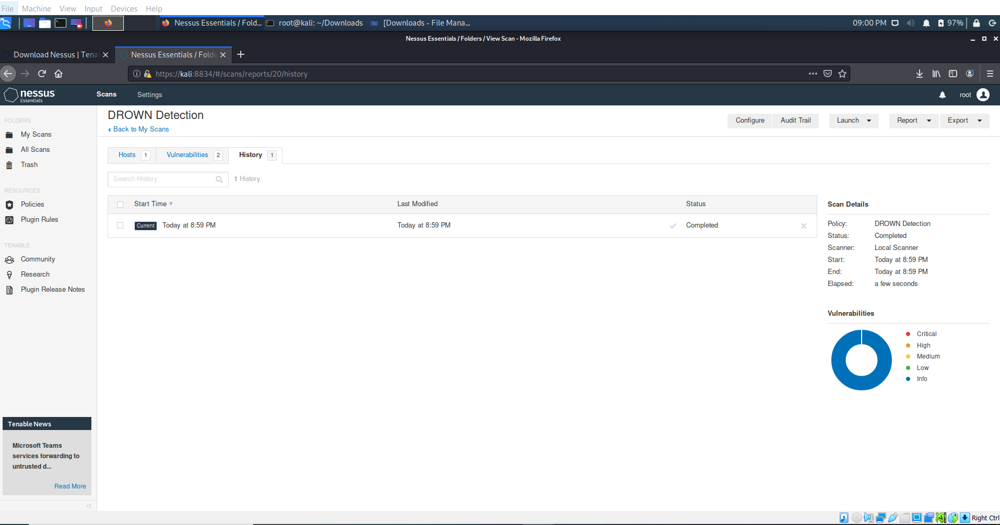 File Machine View Input Devices Help
Nessus Essentials / Fold... root@kali: ~/Downloads [Downloads - File Mana... 09:00 PM 97%
Nessus Essentials / Folders / View Scan - Mozilla Firefox
Download Nessus | Tena Nessus Essentials / Folde
https://kali:8834/#/scans/reports/20/history
nessus Essentials Scans Settings root
DROWN Detection
Back to My Scans
Configure Audit Trail Launch Report Export
FOLDERS
My Scans
All Scans
Trash
RESOURCES
Policies
Plugin Rules
TENABLE
Community
Research
Plugin Release Notes
Hosts 1 Vulnerabilities 2 History 1
Search History 1 History
Start Time Last Modified Status
Current Today at 8:59 PM Today at 8:59 PM Completed
Scan Details
Policy: DROWN Detection
Status: Completed
Scanner: Local Scanner
Start: Today at 8:59 PM
End: Today at 8:59 PM
Elapsed: a few seconds
Vulnerabilities
Critical
High
Medium
Low
Info
Tenable News
Microsoft Teams
services forwarding to
untrusted d...
Read More
Right Ctrl